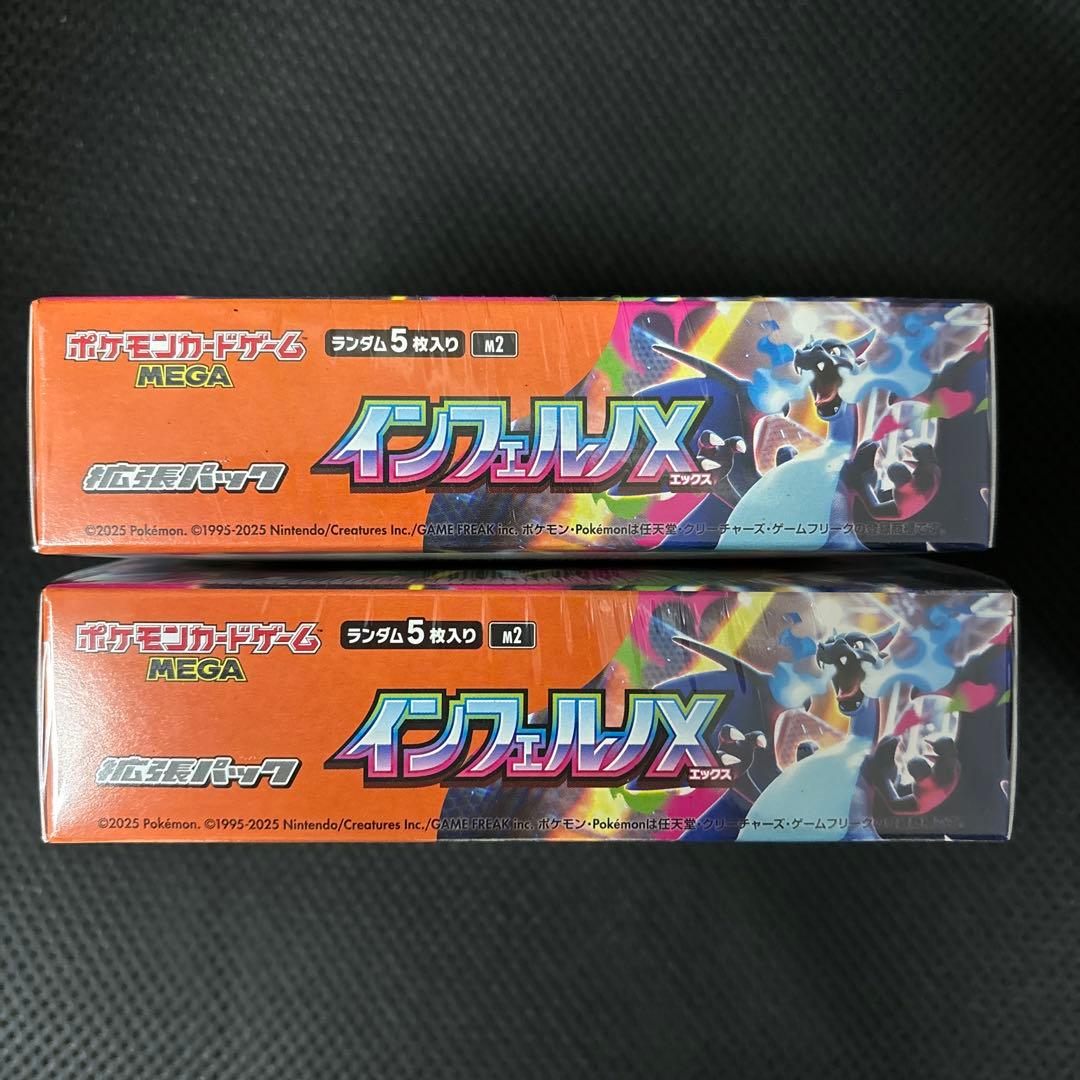 ポケモンカードゲーム
MEGA
ランダム5枚入り
M2
インフェルノX
エックス
拡張パック
©2025 Pokémon. ©1995-2025 Nintendo/Creatures Inc./GAME FREAK inc. ポケモン・Pokémonは任天堂・クリーチャーズ・ゲームフリークの登録商標です。
ポケモンカードゲーム
MEGA
ランダム5枚入り
M2
インフェルノX
エックス
拡張パック
©2025 Pokémon. ©1995-2025 Nintendo/Creatures Inc./GAME FREAK inc. ポケモン・Pokémonは任天堂・クリーチャーズ・ゲームフリークの